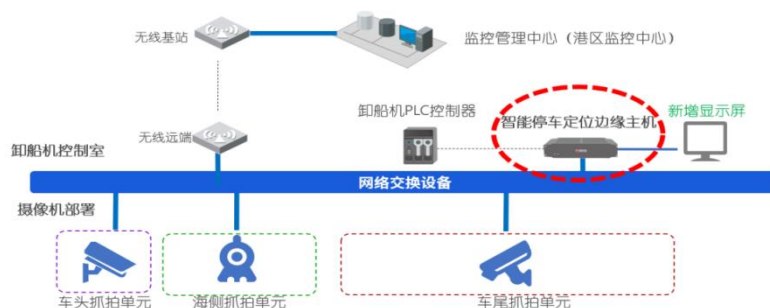 无线基站
监控管理中心（港区监控中心）
卸船机PLC控制器
智能停车定位边缘主机
新增显示屏
无线远端
卸船机控制室
网络交换设备
摄像机部署
车头抓拍单元
海侧抓拍单元
车尾抓拍单元